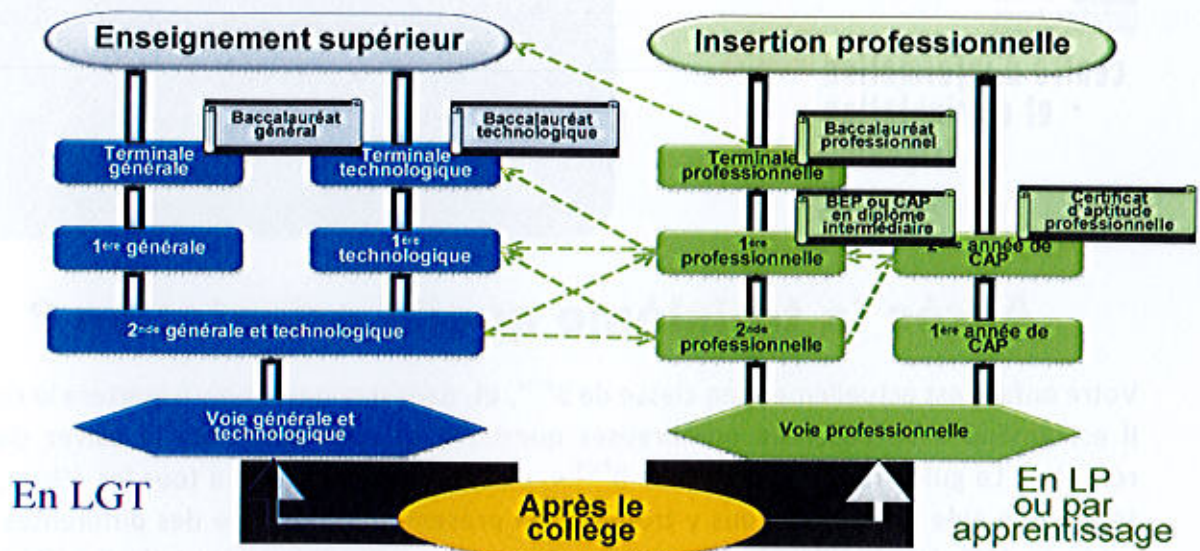 Enseignement supérieur
Insertion professionnelle
Baccalauréat
général
Baccalauréat
technologique
Baccalauréat
professionnel
Terminale
générale
Terminale
technologique
Terminale
professionnelle
BEP ou CAP
en diplôme
intermédiaire
Certificat
d'aptitude
professionnelle
1ère générale
1ère
technologique
1ère
professionnelle
année de
CAP
2nde générale et technologique
2nde
professionnelle
1ère année de
CAP
Voie générale et
technologique
Voie professionnelle
En LGT
Après le
collège
En LP
ou par
apprentissage